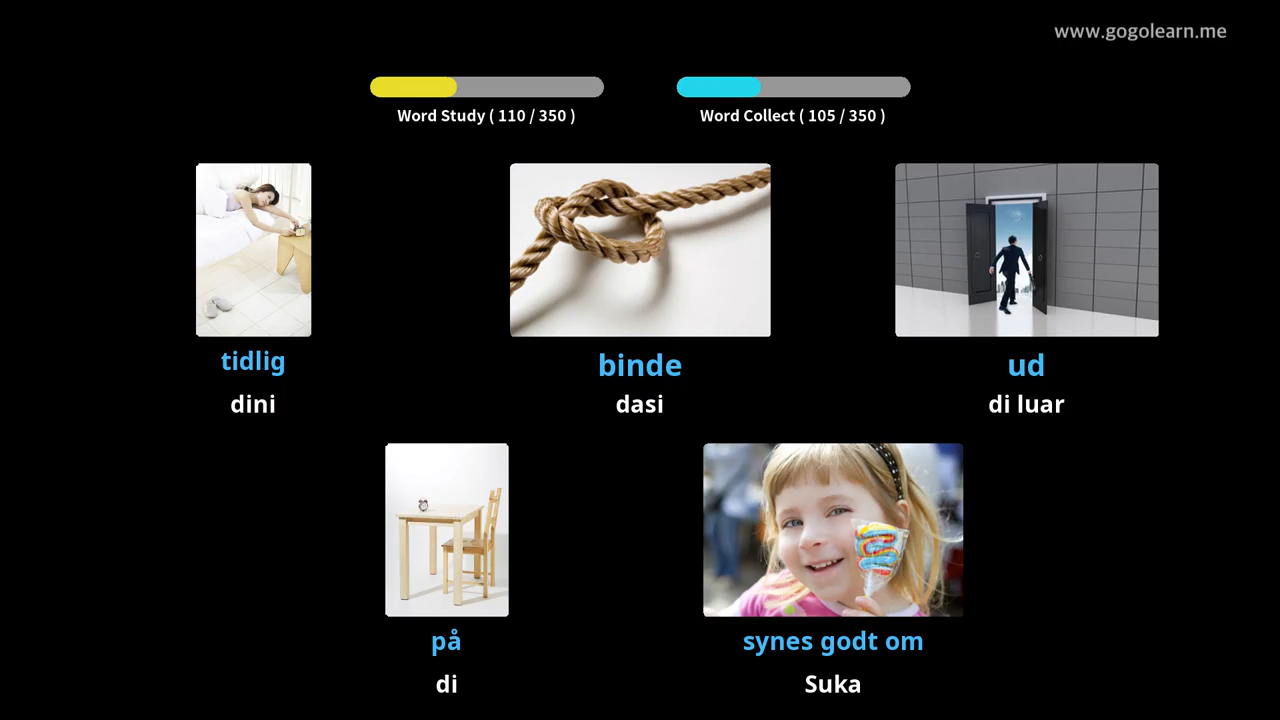 www.gogolearn.me
Word Study ( 110 / 350 )
Word Collect ( 105 / 350 )
tidlig
dini
binde
dasi
ud
di luar
på
di
synes godt om
Suka